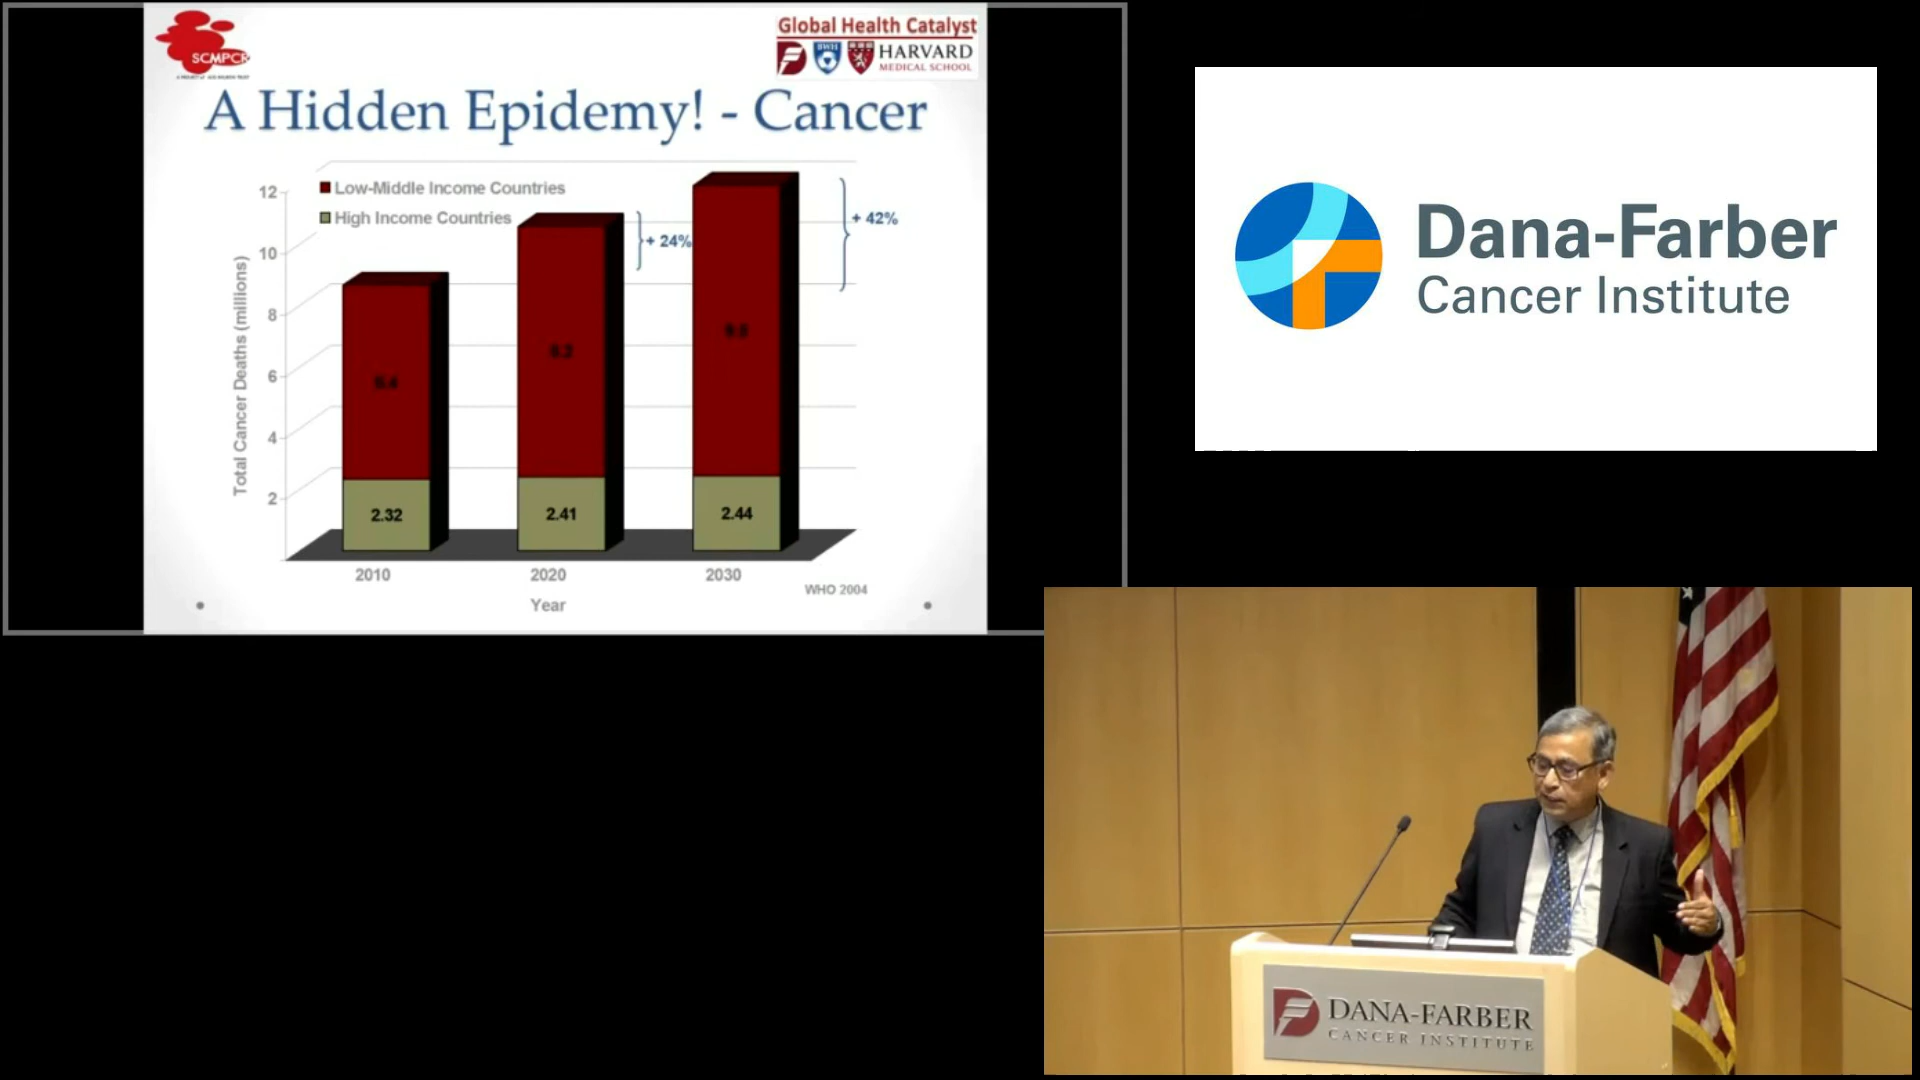 SCMPCR
Global Health Catalyst
BWH
HARVARD
MEDICAL SCHOOL
A Hidden Epidemy! - Cancer
Low-Middle Income Countries
High Income Countries
+ 24%
+ 42%
Total Cancer Deaths (millions)
12
10
8
6
4
2
2.32
2.41
2.44
2010
2020
2030
Year
WHO 2004
Dana-Farber
Cancer Institute
DANA-FARBER
CANCER INSTITUTE